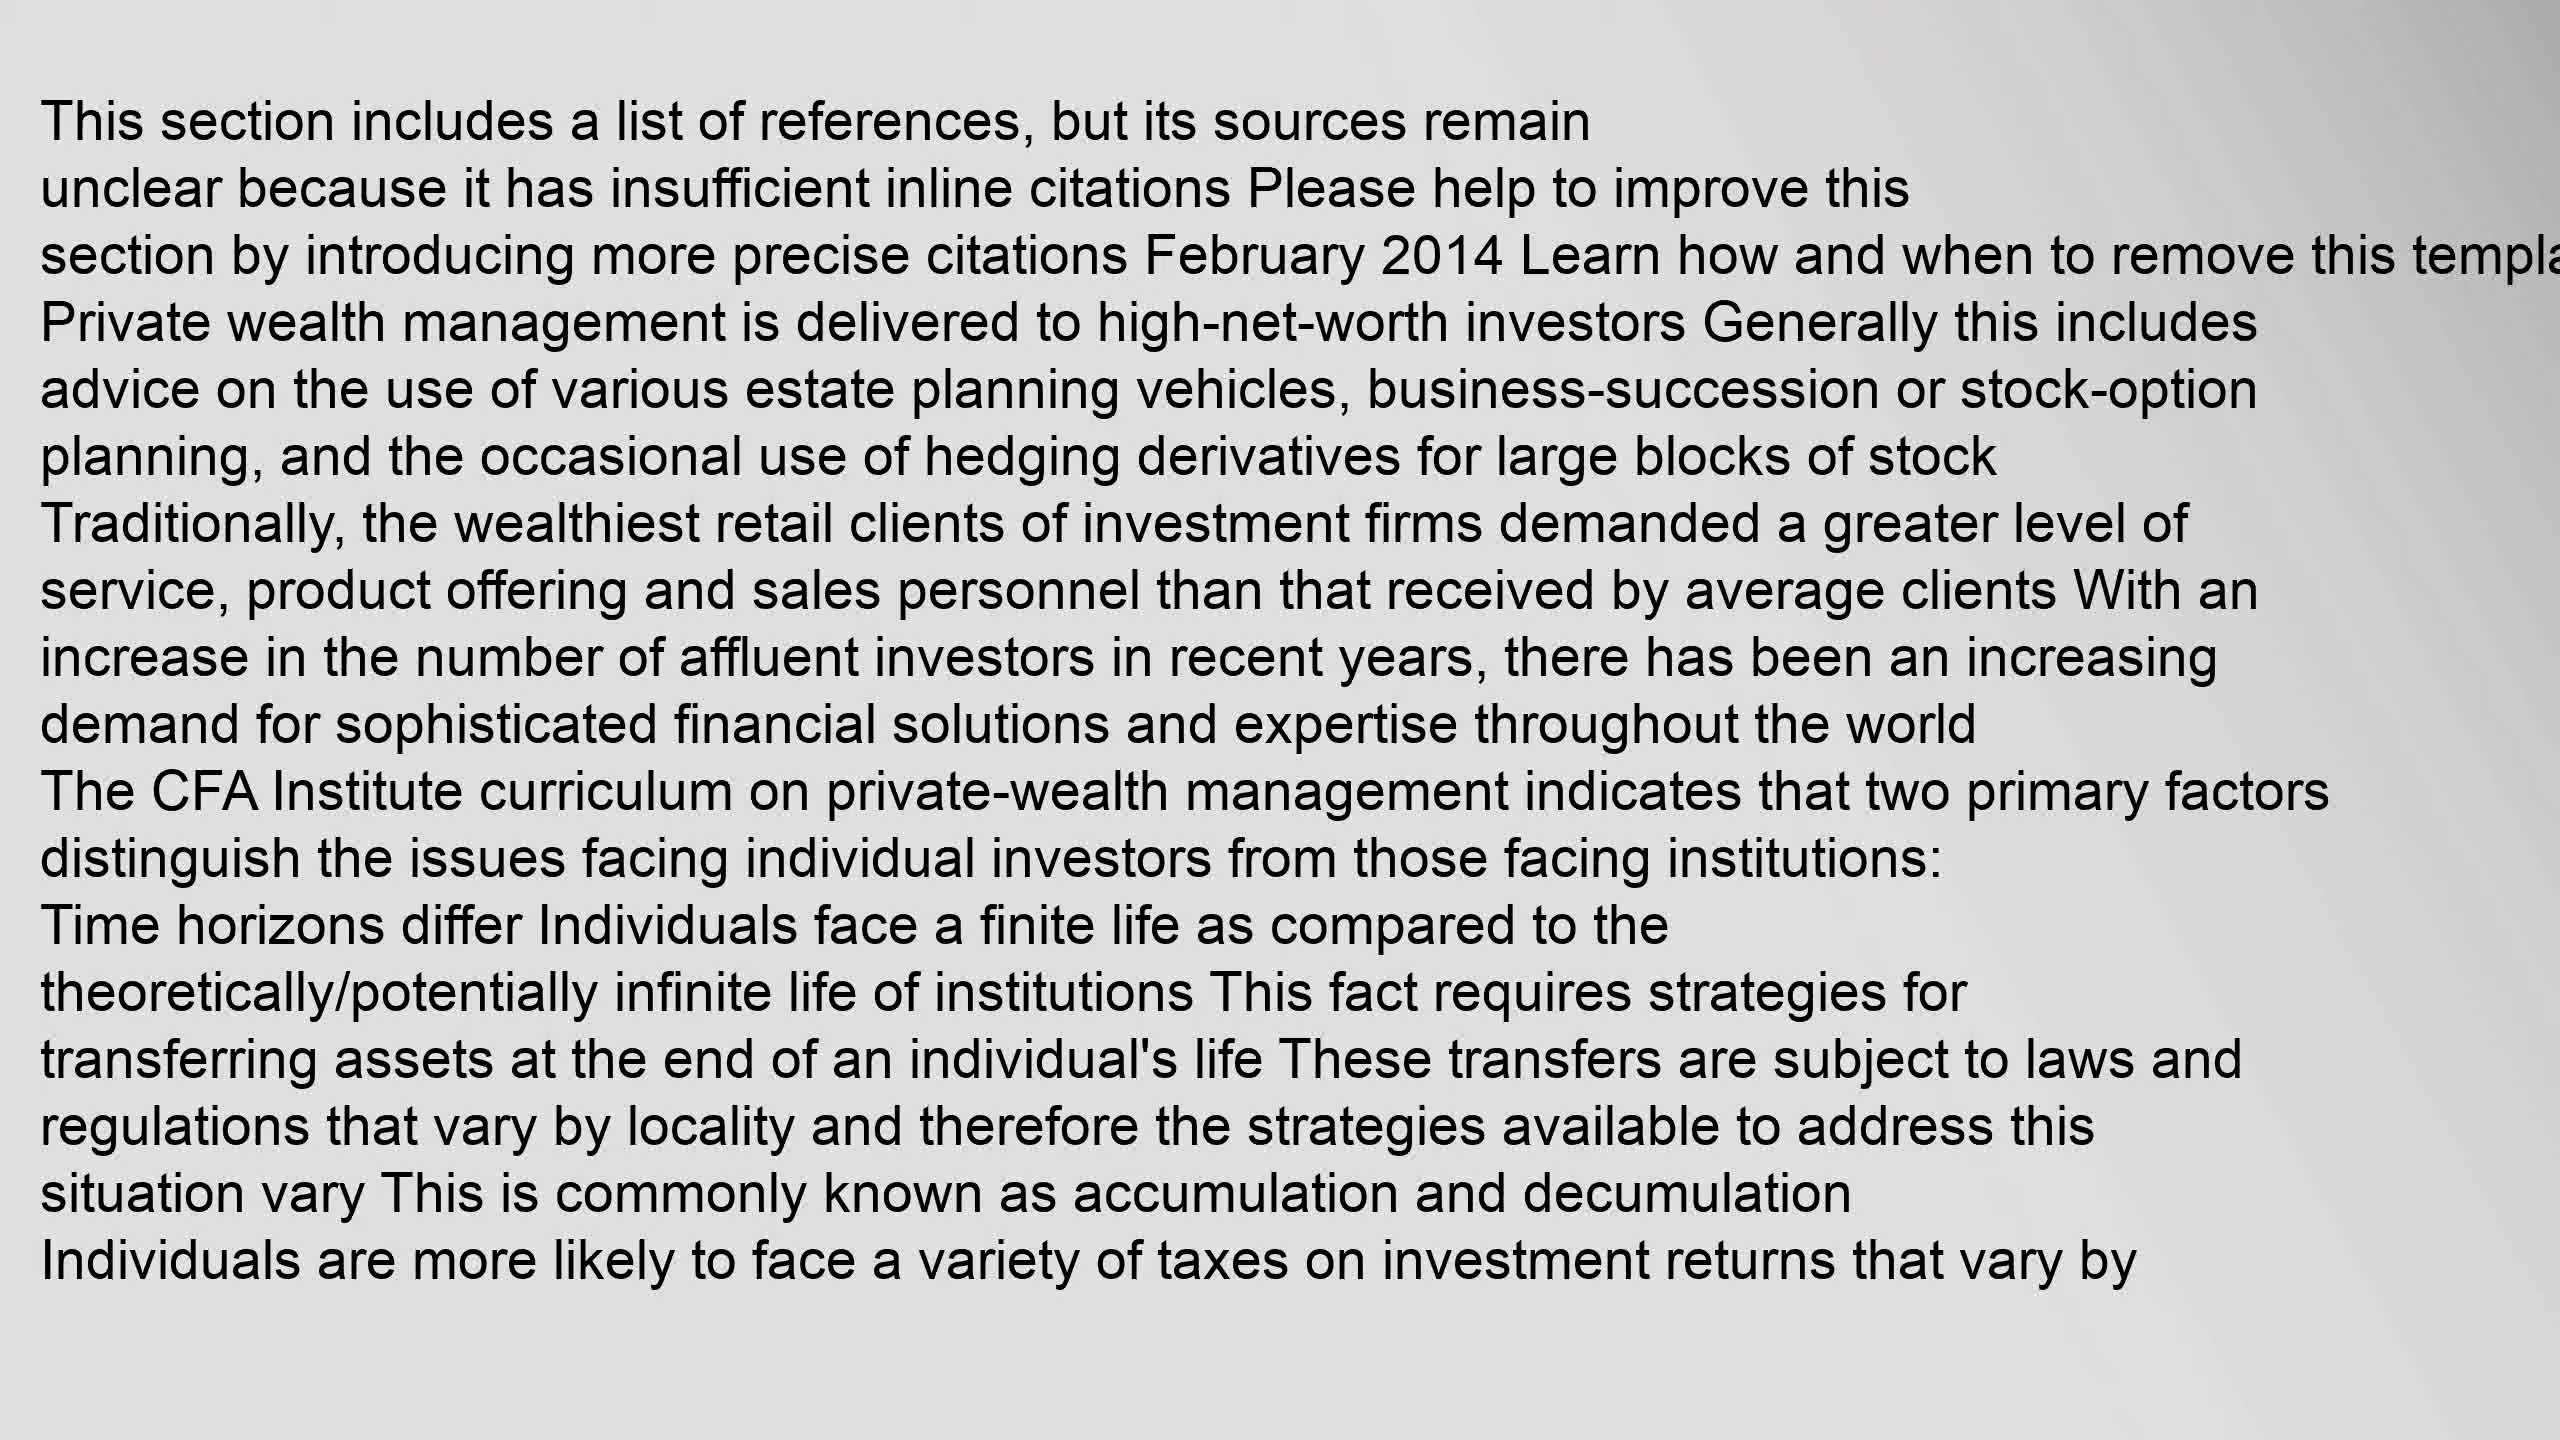 This section includes a list of references, but its sources remain
unclear because it has insufficient inline citations Please help to improve this
section by introducing more precise citations February 2014 Learn how and when to remove this
Private wealth management is delivered to high-net-worth investors Generally this includes
advice on the use of various estate planning vehicles, business-succession or stock-option
planning, and the occasional use of hedging derivatives for large blocks of stock
Traditionally, the wealthiest retail clients of investment firms demanded a greater level of
service, product offering and sales personnel than that received by average clients With an
increase in the number of affluent investors in recent years, there has been an increasing
demand for sophisticated financial solutions and expertise throughout the world
The CFA Institute curriculum on private-wealth management indicates that two primary factors
distinguish the issues facing individual investors from those facing institutions:
Time horizons differ Individuals face a finite life as compared to the
theoretically/potentially infinite life of institutions This fact requires strategies for
transferring assets at the end of an individual's life These transfers are subject to laws and
regulations that vary by locality and therefore the strategies available to address this
situation vary This is commonly known as accumulation and decumulation
Individuals are more likely to face a variety of taxes on investment returns that vary by